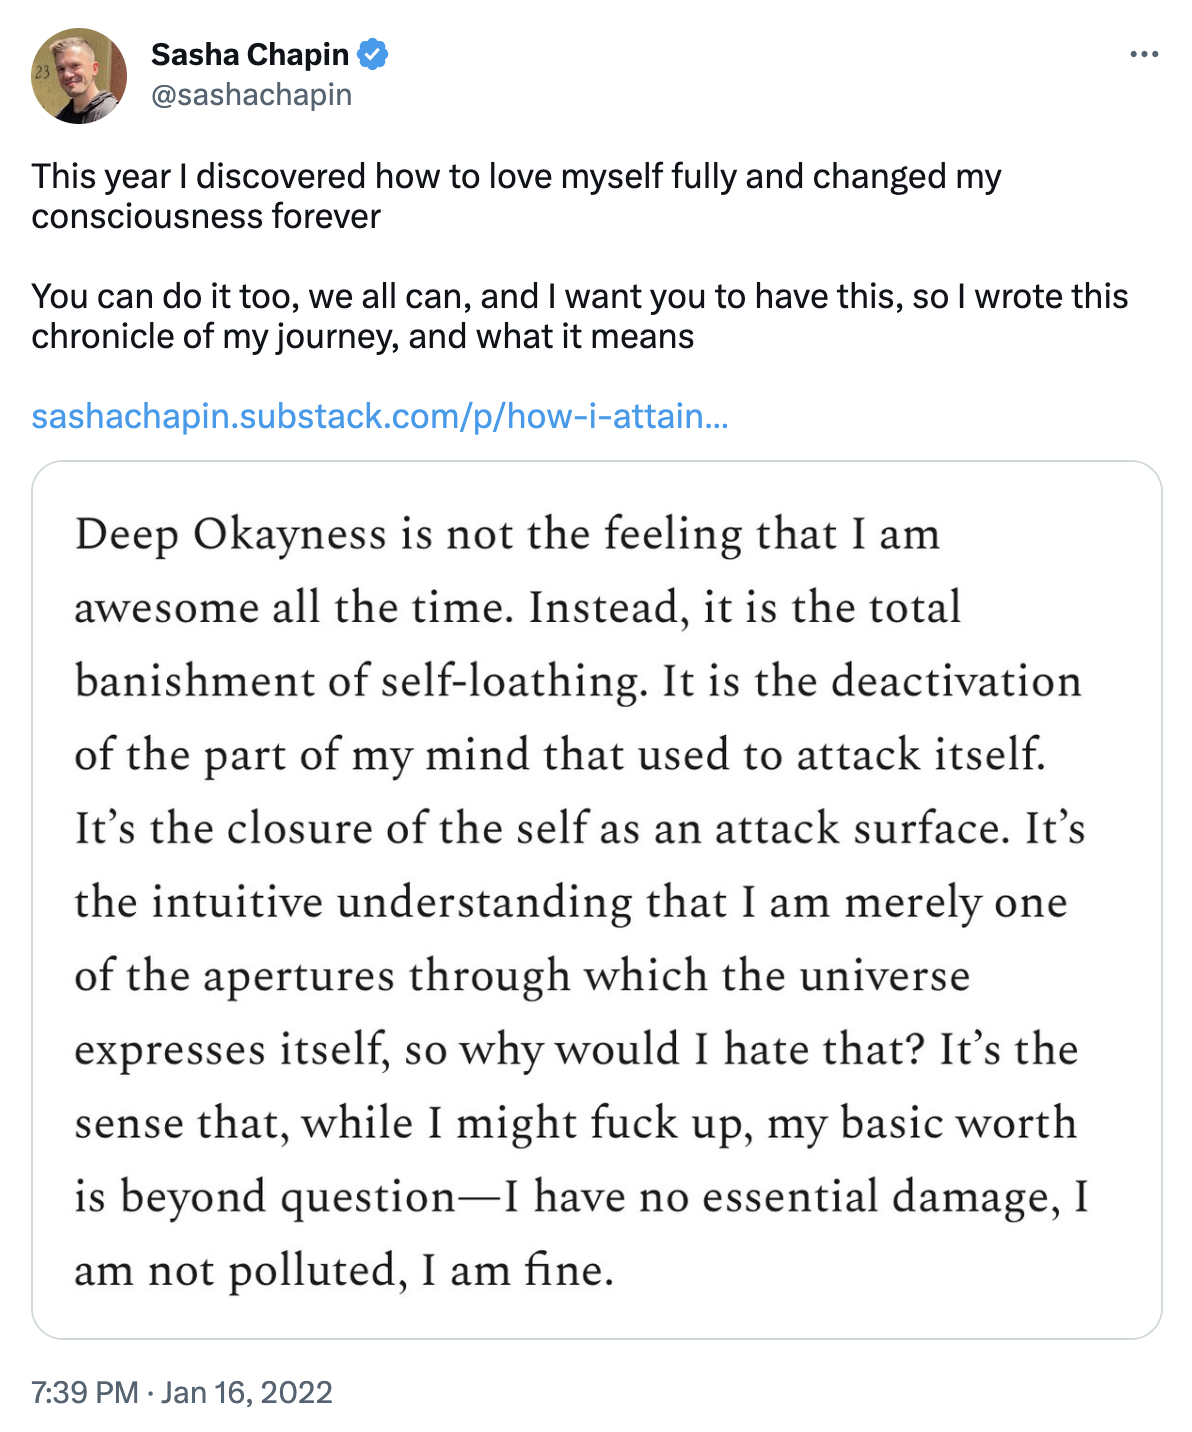 Sasha Chapin
@sashachapin
This year I discovered how to love myself fully and changed my
consciousness forever
You can do it too, we all can, and I want you to have this, so I wrote this
chronicle of my journey, and what it means
sashachapin.substack.com/p/how-i-attain...
Deep Okayness is not the feeling that I am
awesome all the time. Instead, it is the total
banishment of self-loathing. It is the deactivation
of the part of my mind that used to attack itself.
It’s the closure of the self as an attack surface. It’s
the intuitive understanding that I am merely one
of the apertures through which the universe
expresses itself, so why would I hate that? It’s the
sense that, while I might fuck up, my basic worth
is beyond question—I have no essential damage, I
am not polluted, I am fine.
7:39 PM · Jan 16, 2022
23